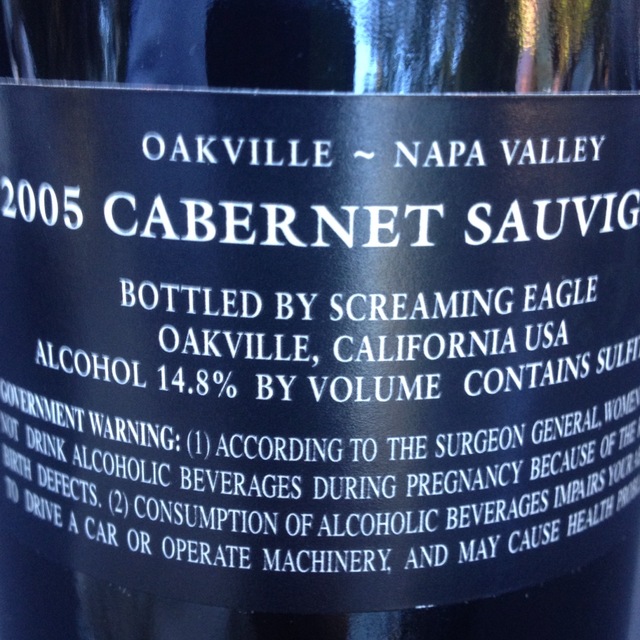 OAKVILLE ~ NAPA VALLEY
2005 CABERNET SAUVIG
BOTTLED BY SCREAMING EAGLE
OAKVILLE, CALIFORNIA USA
ALCOHOL 14.8% BY VOLUME CONTAINS SULFI
GOVERNMENT WARNING: (1) ACCORDING TO THE SURGEON GENERAL, WOMEN
NOT DRINK ALCOHOLIC BEVERAGES DURING PREGNANCY BECAUSE OF THE
BIRTH DEFECTS. (2) CONSUMPTION OF ALCOHOLIC BEVERAGES IMPAIRS YOUR
TO DRIVE A CAR OR OPERATE MACHINERY, AND MAY CAUSE HEALTH